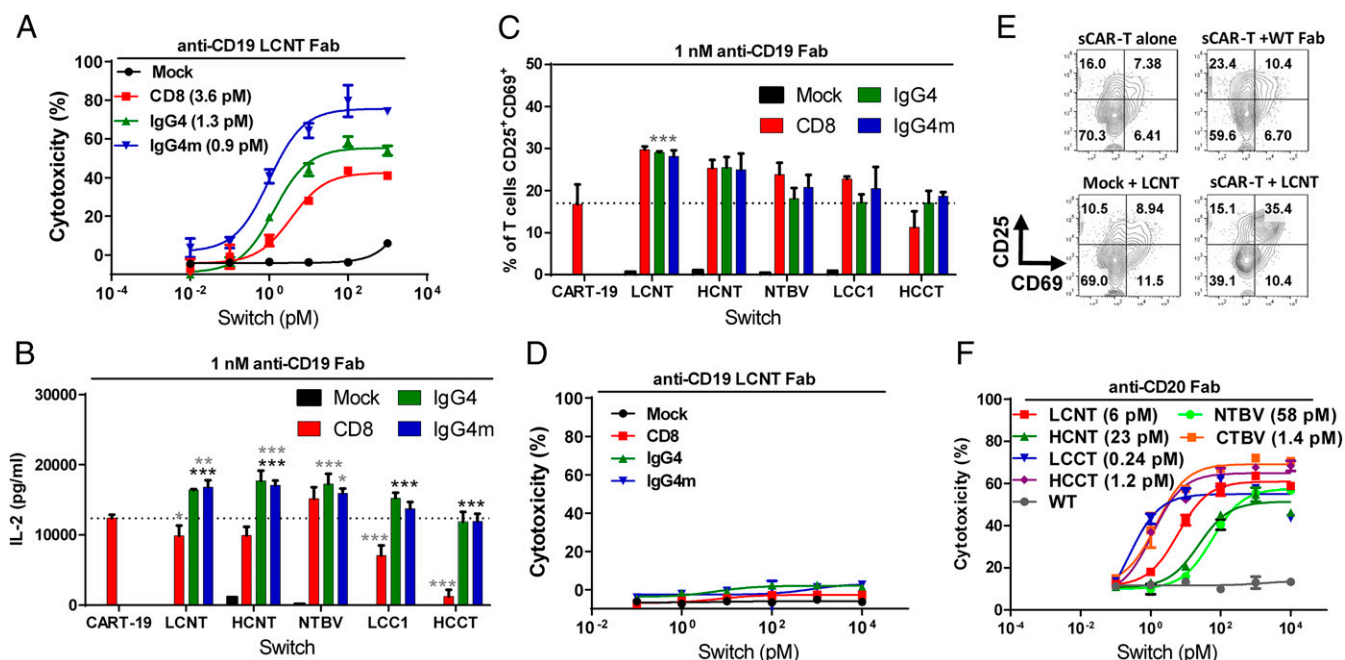 A
anti-CD19 LCNT Fab
Mock
CD8 (3.6 pM)
IgG4 (1.3 pM)
IgG4m (0.9 pM)
Cytotoxicity (%)
100
80
60
40
20
0
10⁻⁴ 10⁻² 10⁰ 10² 10⁴
Switch (pM)
B
1 nM anti-CD19 Fab
Mock IgG4
CD8 IgG4m
IL-2 (pg/ml)
30000
20000
10000
0
* ** *** *** *** *** * *** *** *** ***
CART-19 LCNT HCNT NTBV LCC1 HCCT
Switch
C
1 nM anti-CD19 Fab
Mock IgG4
CD8 IgG4m
% of T cells CD25⁺ CD69⁺
50
40
30
20
10
0
***
CART-19 LCNT HCNT NTBV LCC1 HCCT
Switch
D
anti-CD19 LCNT Fab
Mock
CD8
IgG4
IgG4m
Cytotoxicity (%)
100
80
60
40
20
0
10⁻² 10⁰ 10² 10⁴
Switch (pM)
E
sCAR-T alone sCAR-T +WT Fab
16.0 7.38 23.4 10.4
70.3 6.41 59.6 6.70
Mock + LCNT sCAR-T + LCNT
10.5 8.94 15.1 35.4
69.0 11.5 39.1 10.4
CD25
CD69
F
anti-CD20 Fab
LCNT (6 pM) NTBV (58 pM)
HCNT (23 pM) CTBV (1.4 pM)
LCCT (0.24 pM)
HCCT (1.2 pM)
WT
Cytotoxicity (%)
100
80
60
40
20
0
10⁻⁴ 10⁻² 10⁰ 10² 10⁴
Switch (pM)